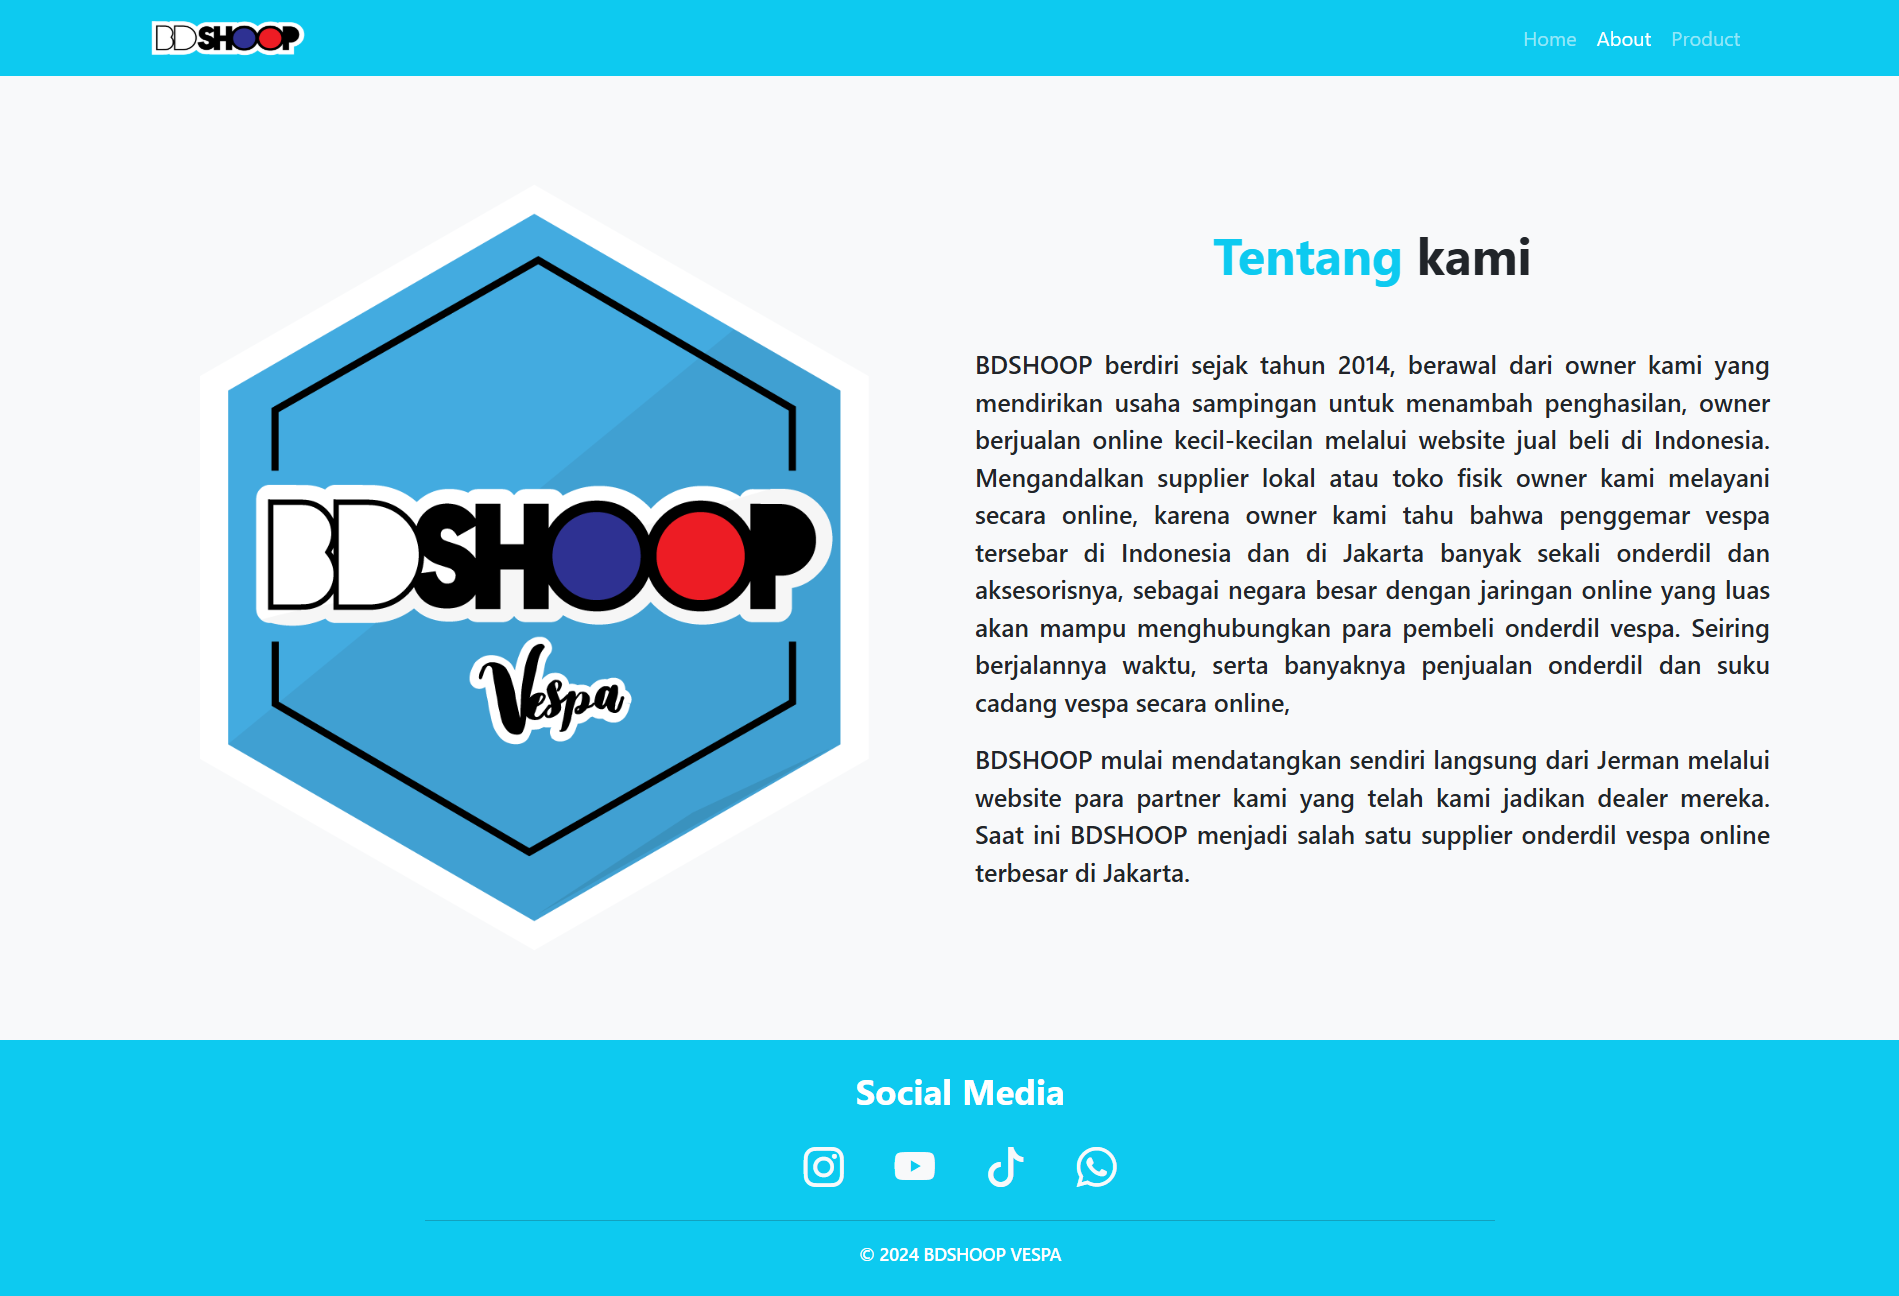 BDSHOOP
Home About Product
BDSHOOP
Vespa
Tentang kami
BDSHOOP berdiri sejak tahun 2014, berawal dari owner kami yang
mendirikan usaha sampingan untuk menambah penghasilan, owner
berjualan online kecil-kecilan melalui website jual beli di Indonesia.
Mengandalkan supplier lokal atau toko fisik owner kami melayani
secara online, karena owner kami tahu bahwa penggemar vespa
tersebar di Indonesia dan di Jakarta banyak sekali onderdil dan
aksesorisnya, sebagai negara besar dengan jaringan online yang luas
akan mampu menghubungkan para pembeli onderdil vespa. Seiring
berjalannya waktu, serta banyaknya penjualan onderdil dan suku
cadang vespa secara online,
BDSHOOP mulai mendatangkan sendiri langsung dari Jerman melalui
website para partner kami yang telah kami jadikan dealer mereka.
Saat ini BDSHOOP menjadi salah satu supplier onderdil vespa online
terbesar di Jakarta.
Social Media
© 2024 BDSHOOP VESPA